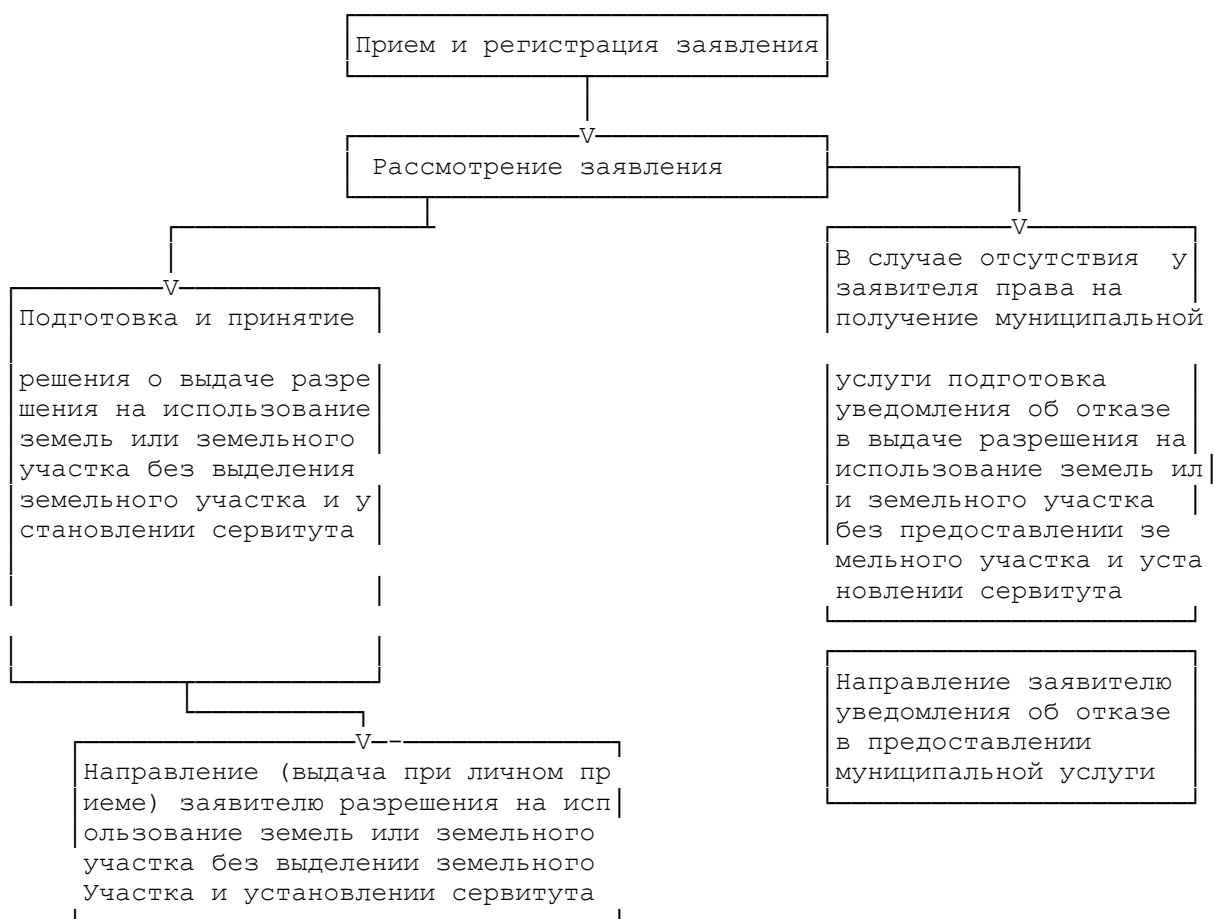 Прием и регистрация заявления
V
Рассмотрение заявления
V
В случае отсутствия у
заявителя права на
получение муниципальной
услуги подготовка
уведомления об отказе
в выдаче разрешения на
использование земель ил
и земельного участка
без предоставлении зе
мельного участка и уста
новлении сервитута
V
Подготовка и принятие
решения о выдаче разре
шения на использование
земель или земельного
участка без выделения
земельного участка и у
становлении сервитута
Направление заявителю
уведомления об отказе
в предоставлении
муниципальной услуги
V
Направление (выдача при личном пр
иеме) заявителю разрешения на исп
ользование земель или земельного
участка без выделении земельного
Участка и установлении сервитута